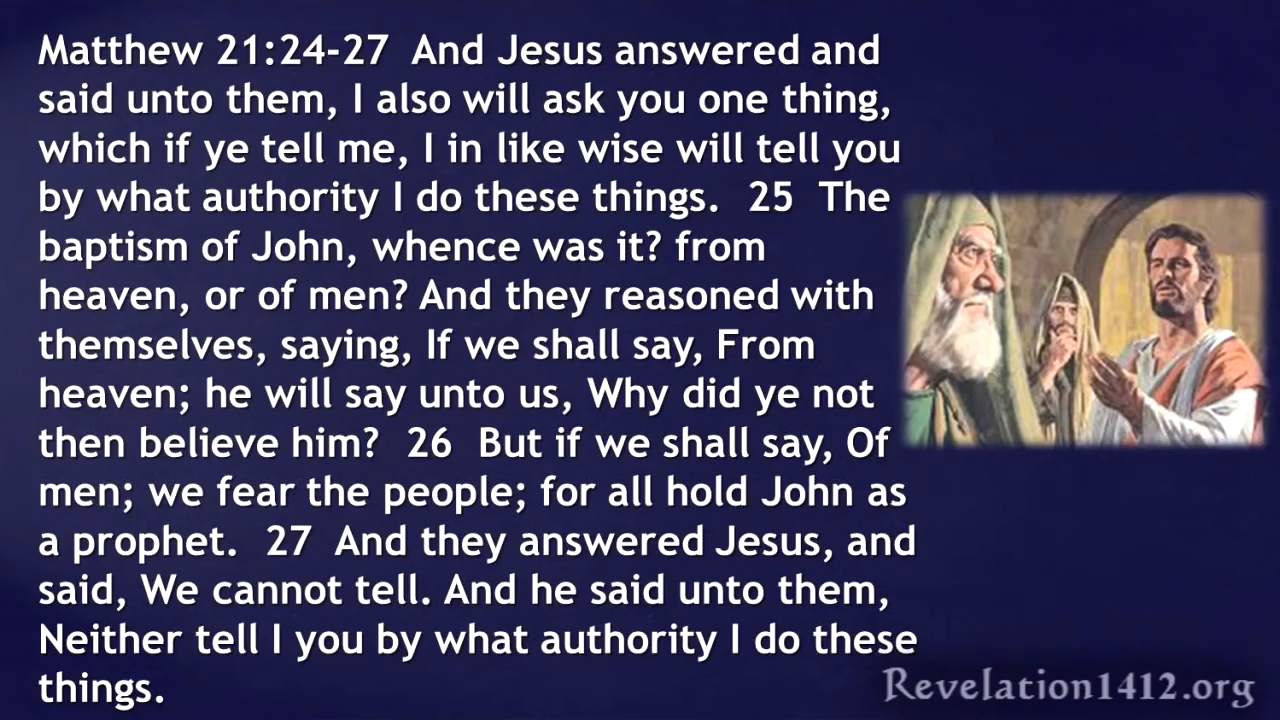 Matthew 21:24-27  And Jesus answered and
said unto them, I also will ask you one thing,
which if ye tell me, I in like wise will tell you
by what authority I do these things.  25  The
baptism of John, whence was it? from
heaven, or of men? And they reasoned with
themselves, saying, If we shall say, From
heaven; he will say unto us, Why did ye not
then believe him?  26  But if we shall say, Of
men; we fear the people; for all hold John as
a prophet.  27  And they answered Jesus, and
said, We cannot tell. And he said unto them,
Neither tell I you by what authority I do these
things.
Revelation1412.org